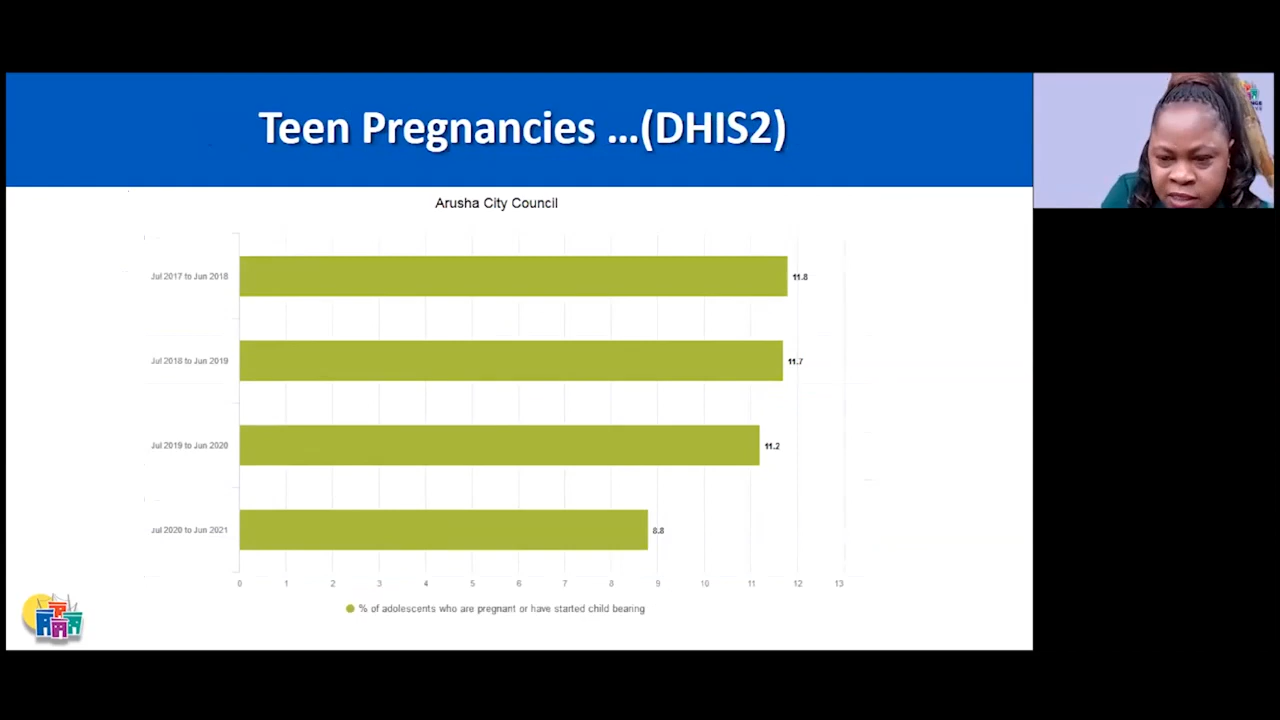 Teen Pregnancies ...(DHIS2)
Arusha City Council
Jul 2017 to Jun 2018
11.8
Jul 2018 to Jun 2019
11.7
Jul 2019 to Jun 2020
11.2
Jul 2020 to Jun 2021
8.8
0 1 2 3 4 5 6 7 8 9 10 11 12 13
% of adolescents who are pregnant or have started child bearing